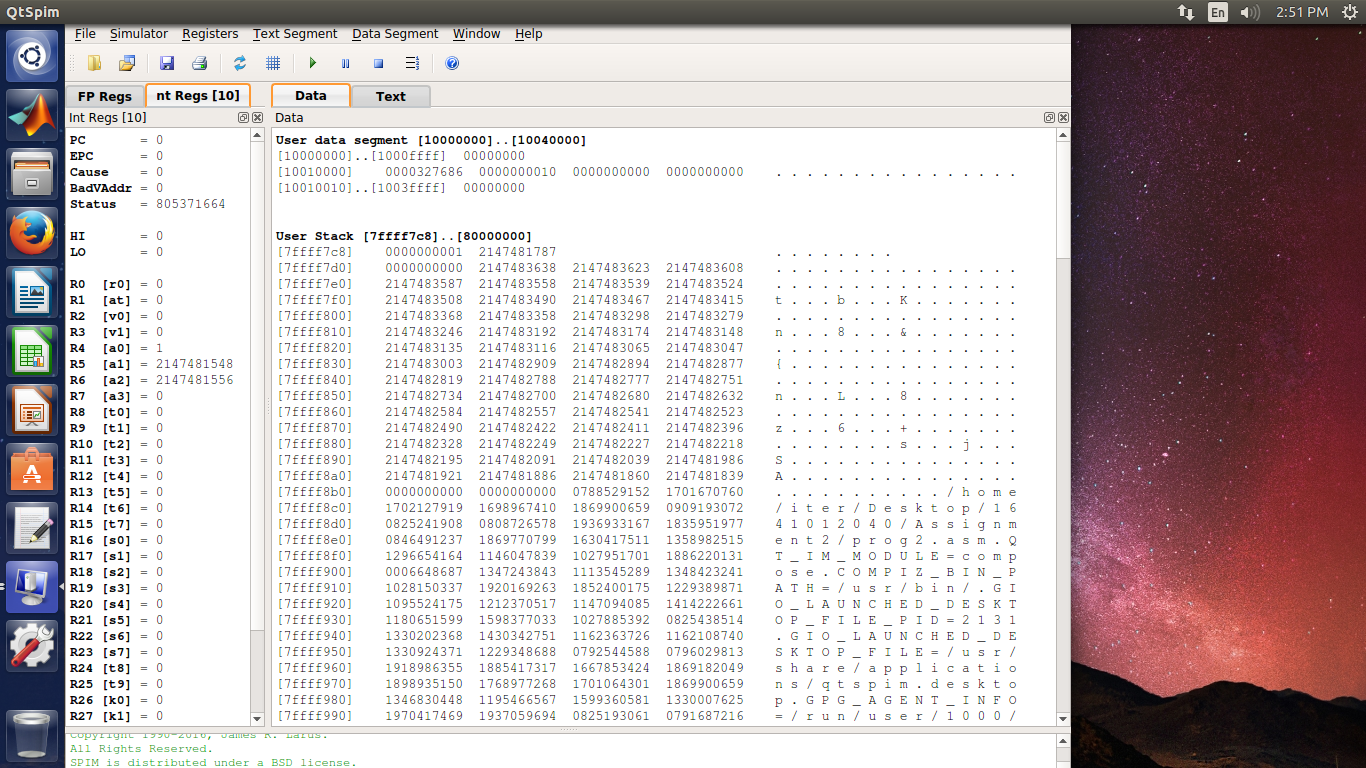 QtSpim
En
2:51 PM
File Simulator Registers Text Segment Data Segment Window Help
FP Regs nt Regs [10]
Data Text
Int Regs [10]
Data
PC = 0
EPC = 0
Cause = 0
BadVAddr = 0
Status = 805371664
HI = 0
LO = 0
R0 [r0] = 0
R1 [at] = 0
R2 [v0] = 0
R3 [v1] = 0
R4 [a0] = 1
R5 [a1] = 2147481548
R6 [a2] = 2147481556
R7 [a3] = 0
R8 [t0] = 0
R9 [t1] = 0
R10 [t2] = 0
R11 [t3] = 0
R12 [t4] = 0
R13 [t5] = 0
R14 [t6] = 0
R15 [t7] = 0
R16 [s0] = 0
R17 [s1] = 0
R18 [s2] = 0
R19 [s3] = 0
R20 [s4] = 0
R21 [s5] = 0
R22 [s6] = 0
R23 [s7] = 0
R24 [t8] = 0
R25 [t9] = 0
R26 [k0] = 0
R27 [k1] = 0
User data segment [10000000]..[10040000]
[10000000]..[1000ffff] 00000000
[10010000] 0000327686 0000000010 0000000000 0000000000 . . . . . . . . . . . . . . . .
[10010010]..[1003ffff] 00000000
User Stack [7ffff7c8]..[80000000]
[7ffff7c8] 0000000001 2147481787 . . . . . . . .
[7ffff7d0] 0000000000 2147483638 2147483623 2147483608 . . . . . . . . . . . . . . . .
[7ffff7e0] 2147483587 2147483558 2147483539 2147483524 . . . . . . . . . . . . . . . .
[7ffff7f0] 2147483508 2147483490 2147483467 2147483415 t . . . b . . . K . . . . . . .
[7ffff800] 2147483368 2147483358 2147483298 2147483279 . . . . . . . . . . . . . . . .
[7ffff810] 2147483246 2147483192 2147483174 2147483148 n . . . 8 . . . & . . . . . . .
[7ffff820] 2147483135 2147483116 2147483065 2147483047 . . . . . . . . . . . . . . . .
[7ffff830] 2147483003 2147482909 2147482894 2147482877 { . . . . . . . . . . . . . . .
[7ffff840] 2147482819 2147482788 2147482777 2147482751 . . . . . . . . . . . . . . . .
[7ffff850] 2147482734 2147482700 2147482680 2147482632 n . . . L . . . 8 . . . . . . .
[7ffff860] 2147482584 2147482557 2147482541 2147482523 . . . . . . . . . . . . . . . .
[7ffff870] 2147482490 2147482422 2147482411 2147482396 z . . . 6 . . . + . . . . . . .
[7ffff880] 2147482328 2147482249 2147482227 2147482218 . . . . . . . . s . . . j . . .
[7ffff890] 2147482195 2147482091 2147482039 2147481986 S . . . . . . . . . . . . . . .
[7ffff8a0] 2147481921 2147481886 2147481860 2147481839 A . . . . . . . . . . . . . . .
[7ffff8b0] 0000000000 0000000000 0788529152 1701670760 . . . . . . . . . . . / h o m e
[7ffff8c0] 1702127919 1698967410 1869900659 0909193072 / i t e r / D e s k t o p / 1 6
[7ffff8d0] 0825241908 0808726578 1936933167 1835951977 4 1 0 1 2 0 4 0 / A s s i g n m
[7ffff8e0] 0846491237 1869770799 1630417511 1358982515 e n t 2 / p r o g 2 . a s m . Q
[7ffff8f0] 1296654164 1146047839 1027951701 1886220131 T _ I M _ M O D U L E = c o m p
[7ffff900] 0006648687 1347243843 1113545289 1348423241 o s e . C O M P I Z _ B I N _ P
[7ffff910] 1028150337 1920169263 1852400175 1229389871 A T H = / u s r / b i n / . G I
[7ffff920] 1095524175 1212370517 1147094085 1414222661 O _ L A U N C H E D _ D E S K T
[7ffff930] 1180651599 1598377033 1027885392 0825438514 O P _ F I L E _ P I D = 2 1 3 1
[7ffff940] 1330202368 1430342751 1162363726 1162108740 . G I O _ L A U N C H E D _ D E
[7ffff950] 1330924371 1229348688 0792544588 0796029813 S K T O P _ F I L E = / u s r /
[7ffff960] 1918986355 1885417317 1667853424 1869182049 s h a r e / a p p l i c a t i o
[7ffff970] 1898935150 1768977268 1701064301 1869900659 n s / q t s p i m . d e s k t o
[7ffff980] 1346830448 1195466567 1599360581 1330007625 p . G P G _ A G E N T _ I N F O
[7ffff990] 1970417469 1937059694 0825193061 0791687216 = / r u n / u s e r / 1 0 0 0 /
Copyright 1990-2016, James R. Larus.
All Rights Reserved.
SPIM is distributed under a BSD license.